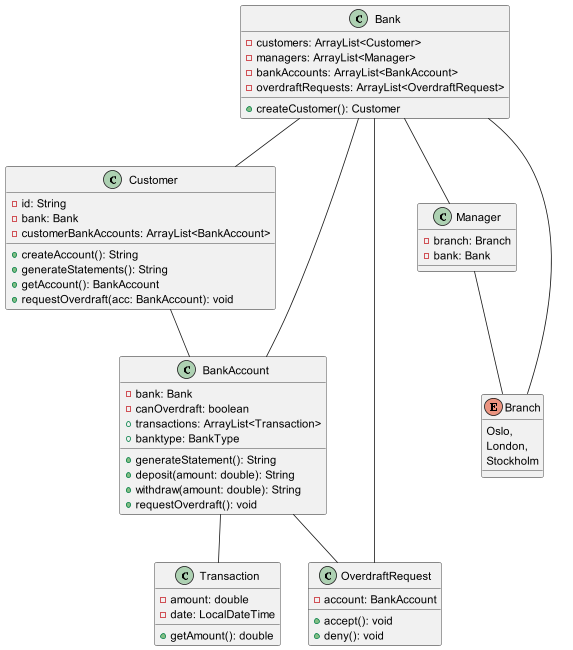 C Bank
customers: ArrayList<Customer>
managers: ArrayList<Manager>
bankAccounts: ArrayList<BankAccount>
overdraftRequests: ArrayList<OverdraftRequest>
createCustomer(): Customer
C Customer
id: String
bank: Bank
customerBankAccounts: ArrayList<BankAccount>
createAccount(): String
generateStatements(): String
getAccount(): BankAccount
requestOverdraft(acc: BankAccount): void
C Manager
branch: Branch
bank: Bank
C BankAccount
bank: Bank
canOverdraft: boolean
transactions: ArrayList<Transaction>
banktype: BankType
generateStatement(): String
deposit(amount: double): String
withdraw(amount: double): String
requestOverdraft(): void
E Branch
Oslo,
London,
Stockholm
C Transaction
amount: double
date: LocalDateTime
getAmount(): double
C OverdraftRequest
account: BankAccount
accept(): void
deny(): void